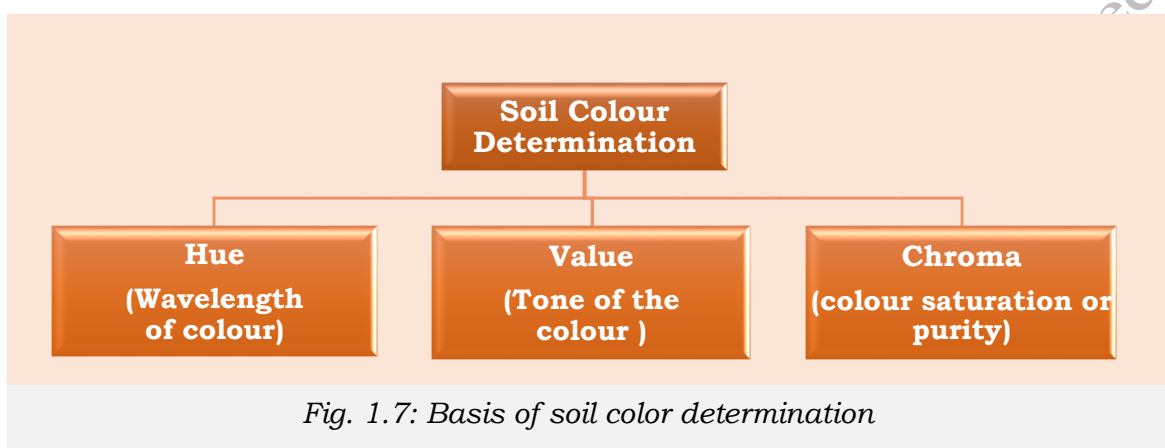 Soil Colour
Determination
Hue
(Wavelength
of colour)
Value
(Tone of the
colour )
Chroma
(colour saturation or
purity)
Fig. 1.7: Basis of soil color determination